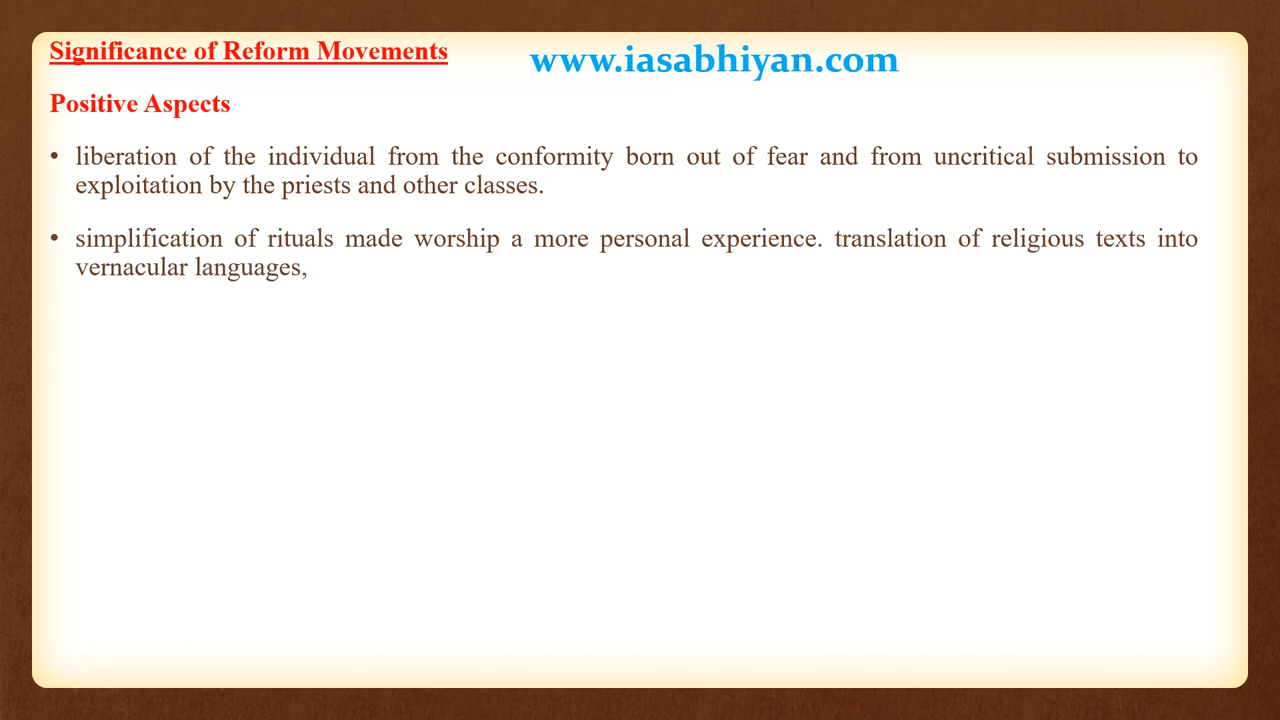 Significance of Reform Movements
www.iasabhiyan.com
Positive Aspects
• liberation of the individual from the conformity born out of fear and from uncritical submission to
exploitation by the priests and other classes.
• simplification of rituals made worship a more personal experience. translation of religious texts into
vernacular languages,